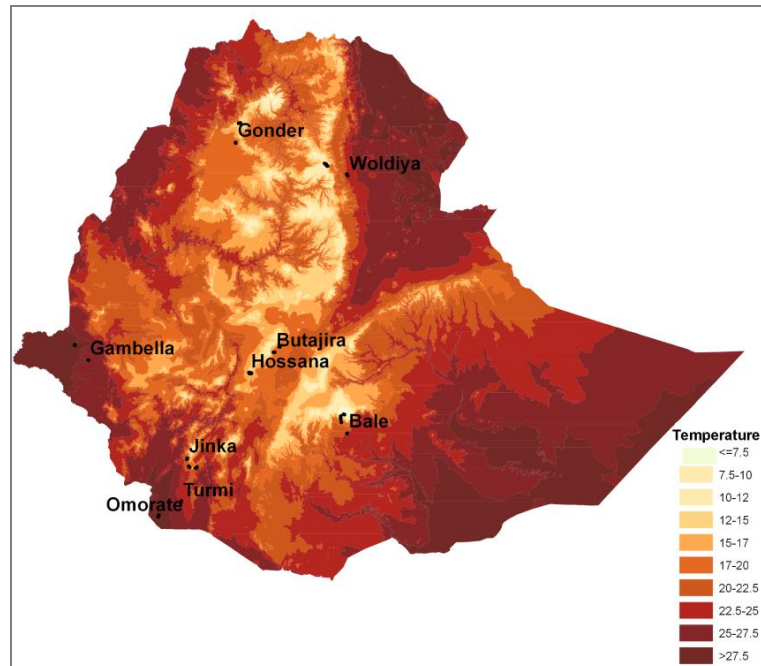 Gonder
Woldiya
Butajira
Gambella
Hossana
Bale
Jinka
Turmi
Omorate
Temperature
<=7.5
7.5-10
10-12
12-15
15-17
17-20
20-22.5
22.5-25
25-27.5
>27.5